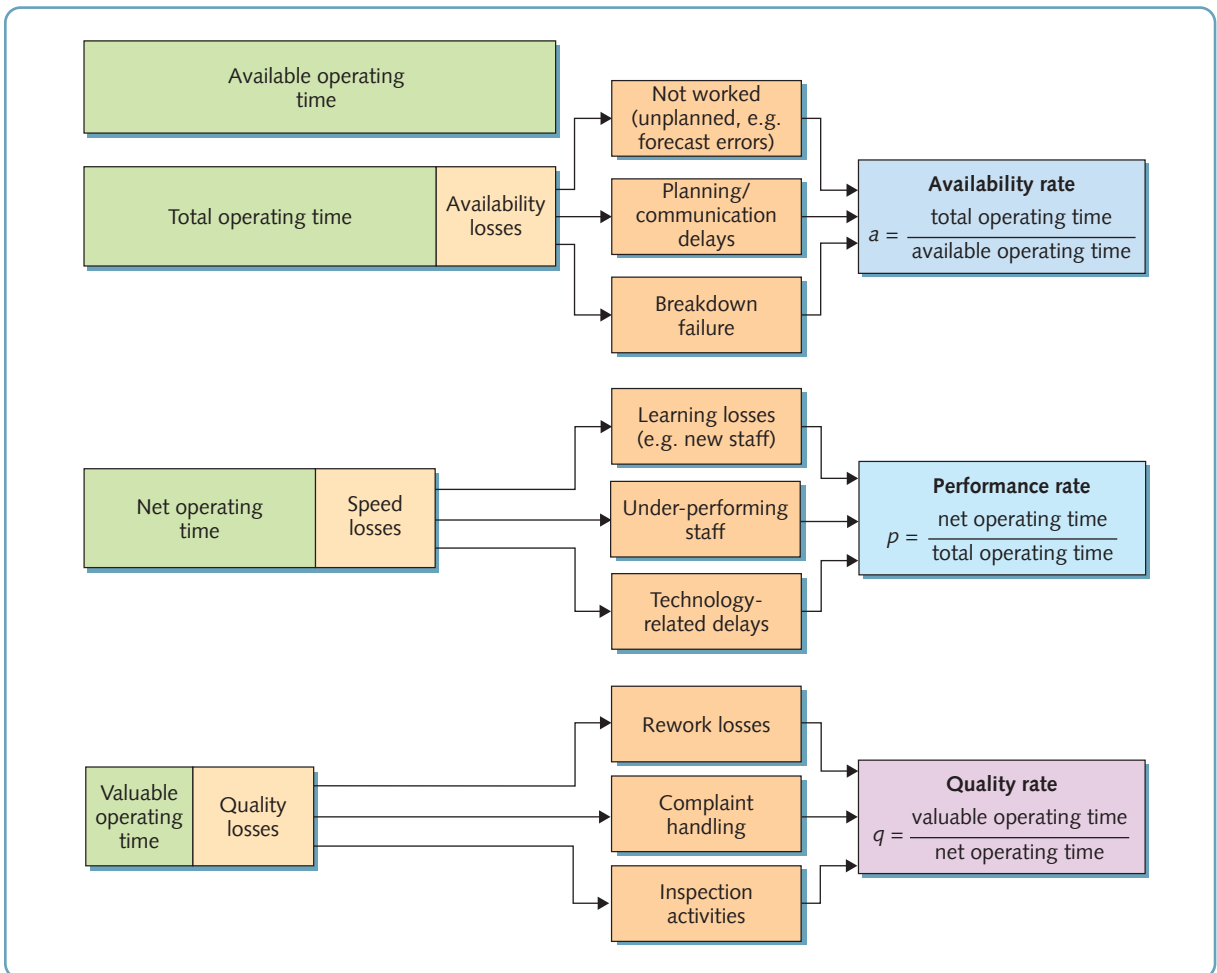 Available operating
time
Total operating time
Availability
losses
Not worked
(unplanned, e.g.
forecast errors)
Planning/
communication
delays
Breakdown
failure
Availability rate
a = total operating time
available operating time
Net operating
time
Speed
losses
Learning losses
(e.g. new staff)
Under-performing
staff
Technology-
related delays
Performance rate
p = net operating time
total operating time
Valuable
operating
time
Quality
losses
Rework losses
Complaint
handling
Inspection
activities
Quality rate
q = valuable operating time
net operating time